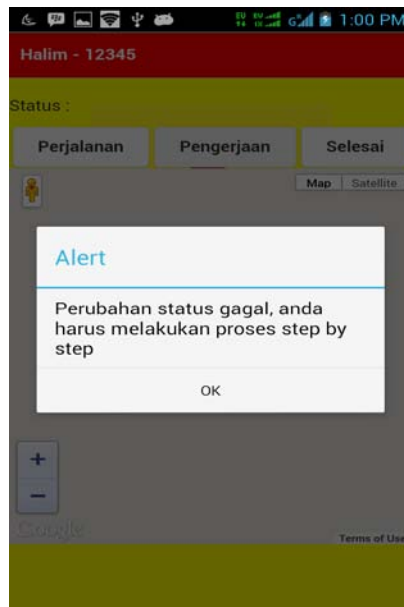 1:00 PM
Halim - 12345
Status :
Perjalanan Pengerjaan Selesai
Map Satellite
Alert
Perubahan status gagal, anda
harus melakukan proses step by
step
OK
+
−
Google
Terms of Use